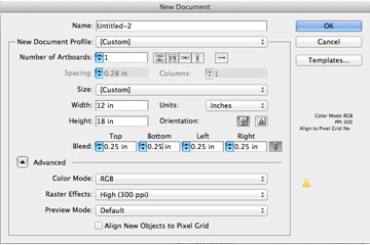 New Document
Name: Untitled-2
OK
New Document Profile: [Custom]
Cancel
Number of Artboards: 1
Templates...
Spacing: 0.28 in Columns: 1
Size: [Custom]
Width: 12 in Units: Inches
Height: 18 in Orientation:
Color Mode: RGB
PPI: 300
Align to Pixel Grid: No
Top Bottom Left Right
Bleed: 0.25 in 0.25 in 0.25 in 0.25 in
Advanced
Color Mode: RGB
Raster Effects: High (300 ppi)
Preview Mode: Default
Align New Objects to Pixel Grid